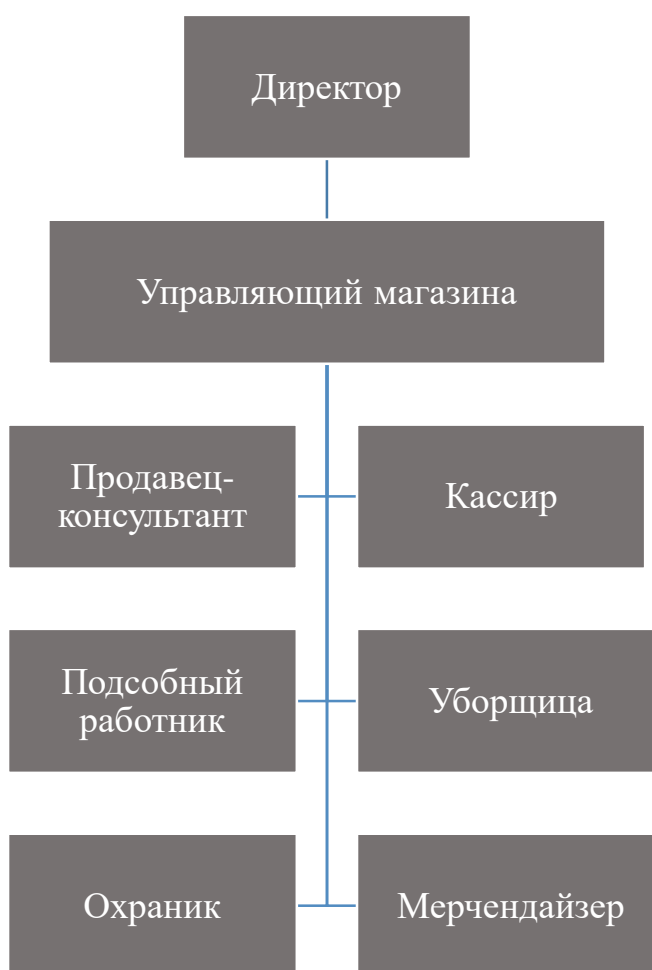 Директор
Управляющий магазина
Продавец-
консультант
Кассир
Подсобный
работник
Уборщица
Охраник
Мерчендайзер